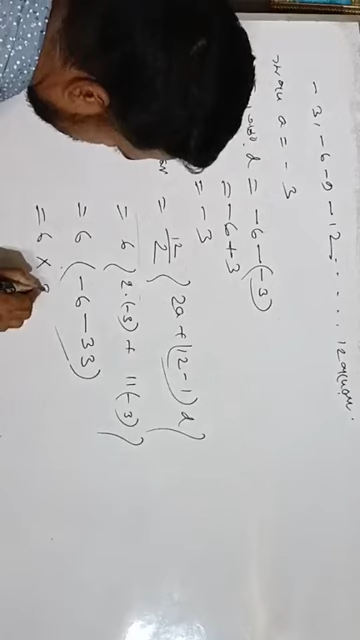 -3, -6 -9 -12 ..... 12
a = -3
d = -6 - (-3)
= -6 + 3
= -3
= 12/2 { 2a + (12 - 1) d }
= 6 { 2.(-3) + 11(-3) }
= 6 ( -6 - 33 )
= 6 ×